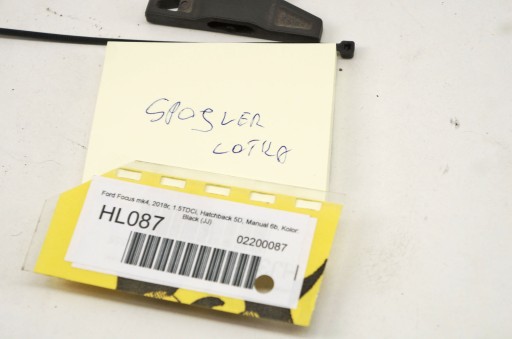 SPOJLER
LOTKA
Ford Focus mk4, 2018r, 1.5TDCi, Hatchback 5D, Manual 6b, Kolor:
Black (JJ)
HL087
02200087